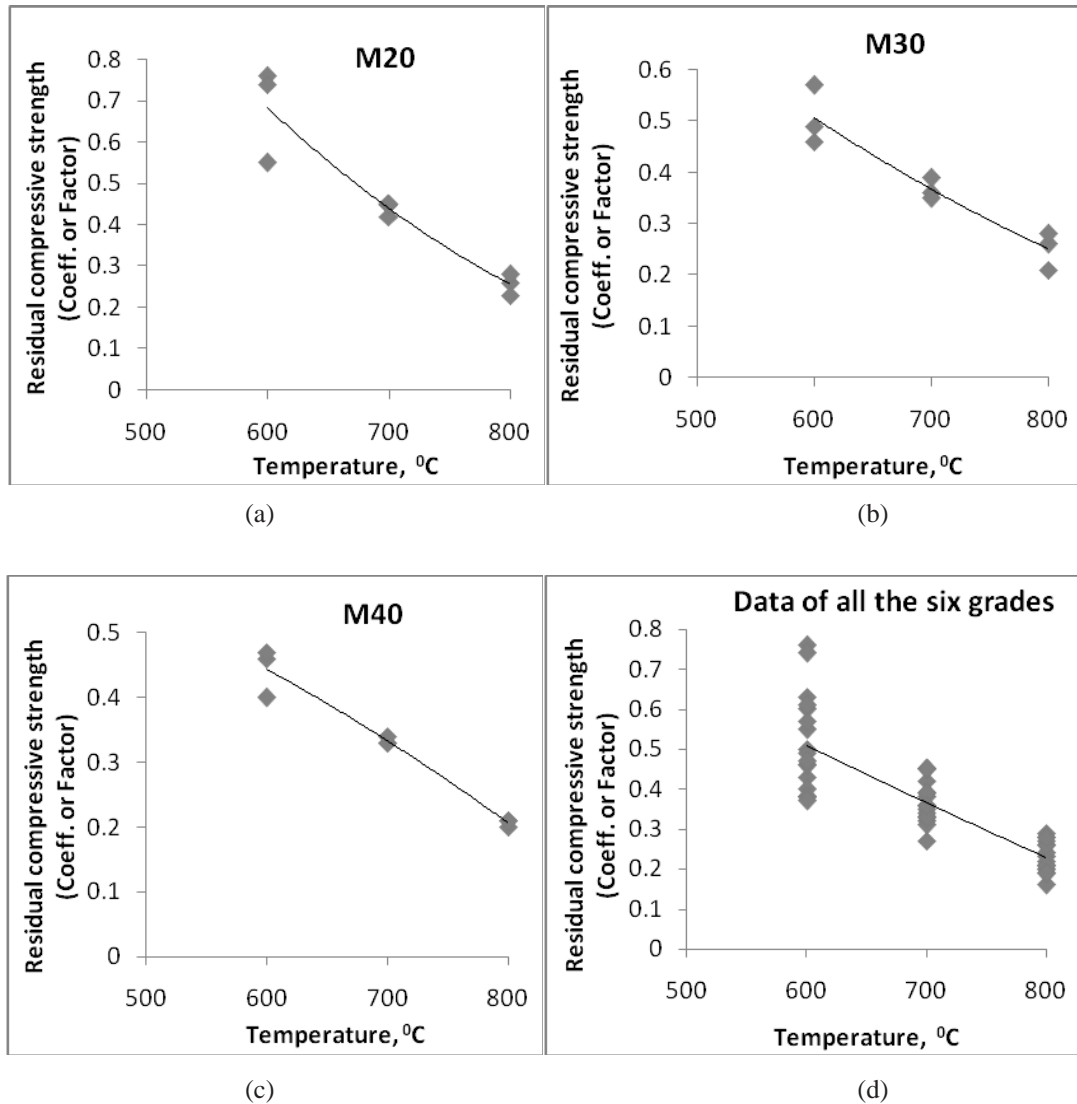 M20
Residual compressive strength
(Coeff. or Factor)
0.8
0.7
0.6
0.5
0.4
0.3
0.2
0.1
0
500 600 700 800
Temperature, ⁰C
(a)
M30
Residual compressive strength
(Coeff. or Factor)
0.6
0.5
0.4
0.3
0.2
0.1
0
500 600 700 800
Temperature, ⁰C
(b)
M40
Residual compressive strength
(Coeff. or Factor)
0.5
0.4
0.3
0.2
0.1
0
500 600 700 800
Temperature, ⁰C
(c)
Data of all the six grades
Residual compressive strength
(Coeff. or Factor)
0.8
0.7
0.6
0.5
0.4
0.3
0.2
0.1
0
500 600 700 800
Temperature, ⁰C
(d)